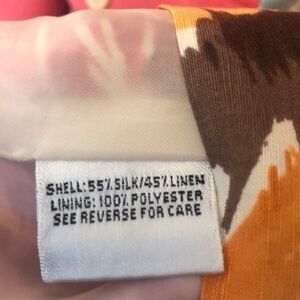 SHELL: 55% SILK/45% LINEN
LINING: 100% POLYESTER
SEE REVERSE FOR CARE